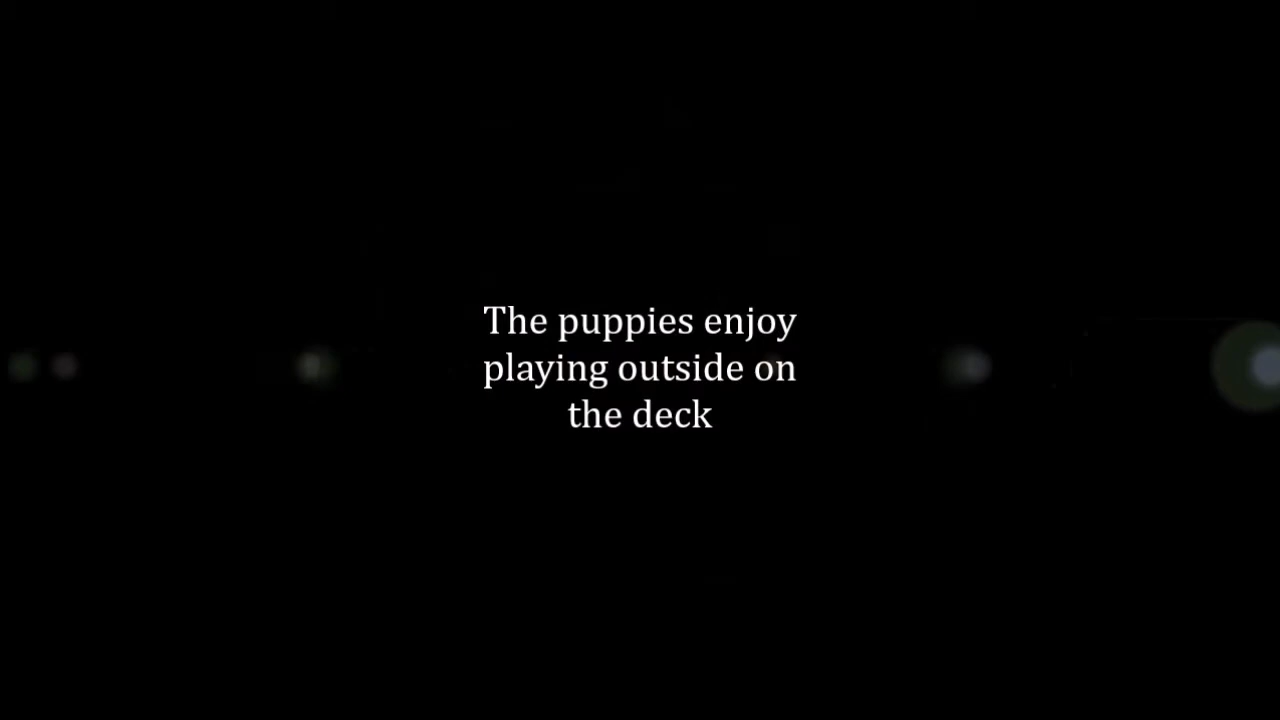 The puppies enjoy
playing outside on
the deck